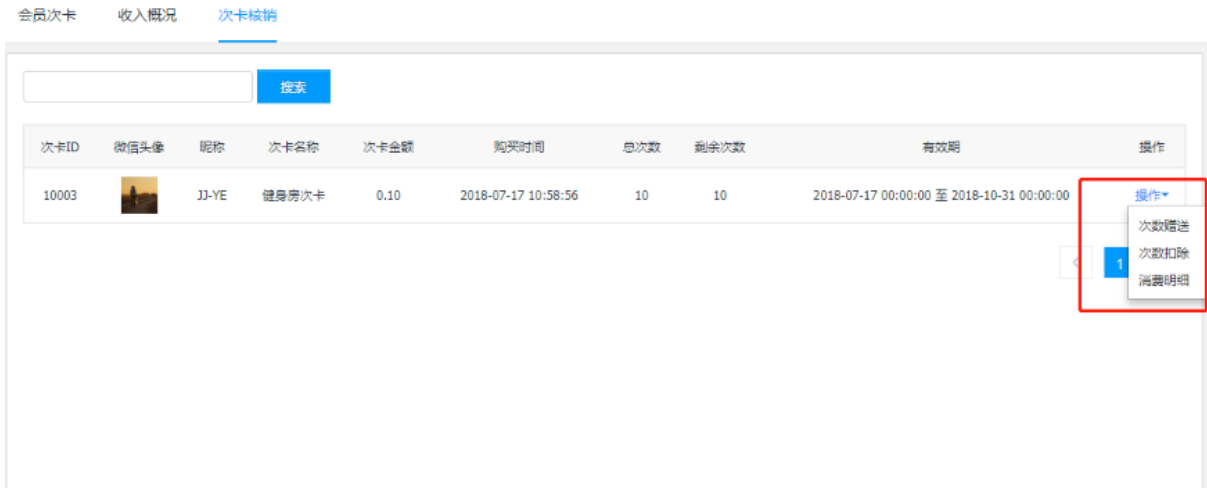 会员次卡 收入概况 次卡核销
搜索
次卡ID 微信头像 昵称 次卡名称 次卡金额 购买时间 总次数 剩余次数 有效期 操作
10003 JJ-YE 健身房次卡 0.10 2018-07-17 10:58:56 10 10 2018-07-17 00:00:00 至 2018-10-31 00:00:00 操作
次数赠送
次数扣除
1
消费明细